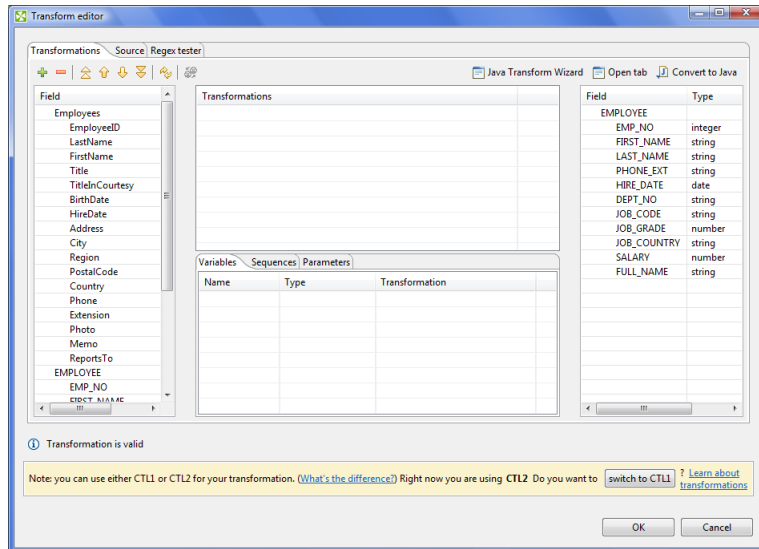 Transform editor
Transformations Source Regex tester
Java Transform Wizard Open tab Convert to Java
Field
Employees
EmployeeID
LastName
FirstName
Title
TitleInCourtesy
BirthDate
HireDate
Address
City
Region
PostalCode
Country
Phone
Extension
Photo
Memo
ReportsTo
EMPLOYEE
EMP_NO
FIRST_NAME
Transformations
Variables Sequences Parameters
Name Type Transformation
Field Type
EMPLOYEE
EMP_NO integer
FIRST_NAME string
LAST_NAME string
PHONE_EXT string
HIRE_DATE date
DEPT_NO string
JOB_CODE string
JOB_GRADE number
JOB_COUNTRY string
SALARY number
FULL_NAME string
Transformation is valid
Note: you can use either CTL1 or CTL2 for your transformation. (What's the difference?) Right now you are using CTL2 Do you want to switch to CTL1 ? Learn about
transformations
OK Cancel